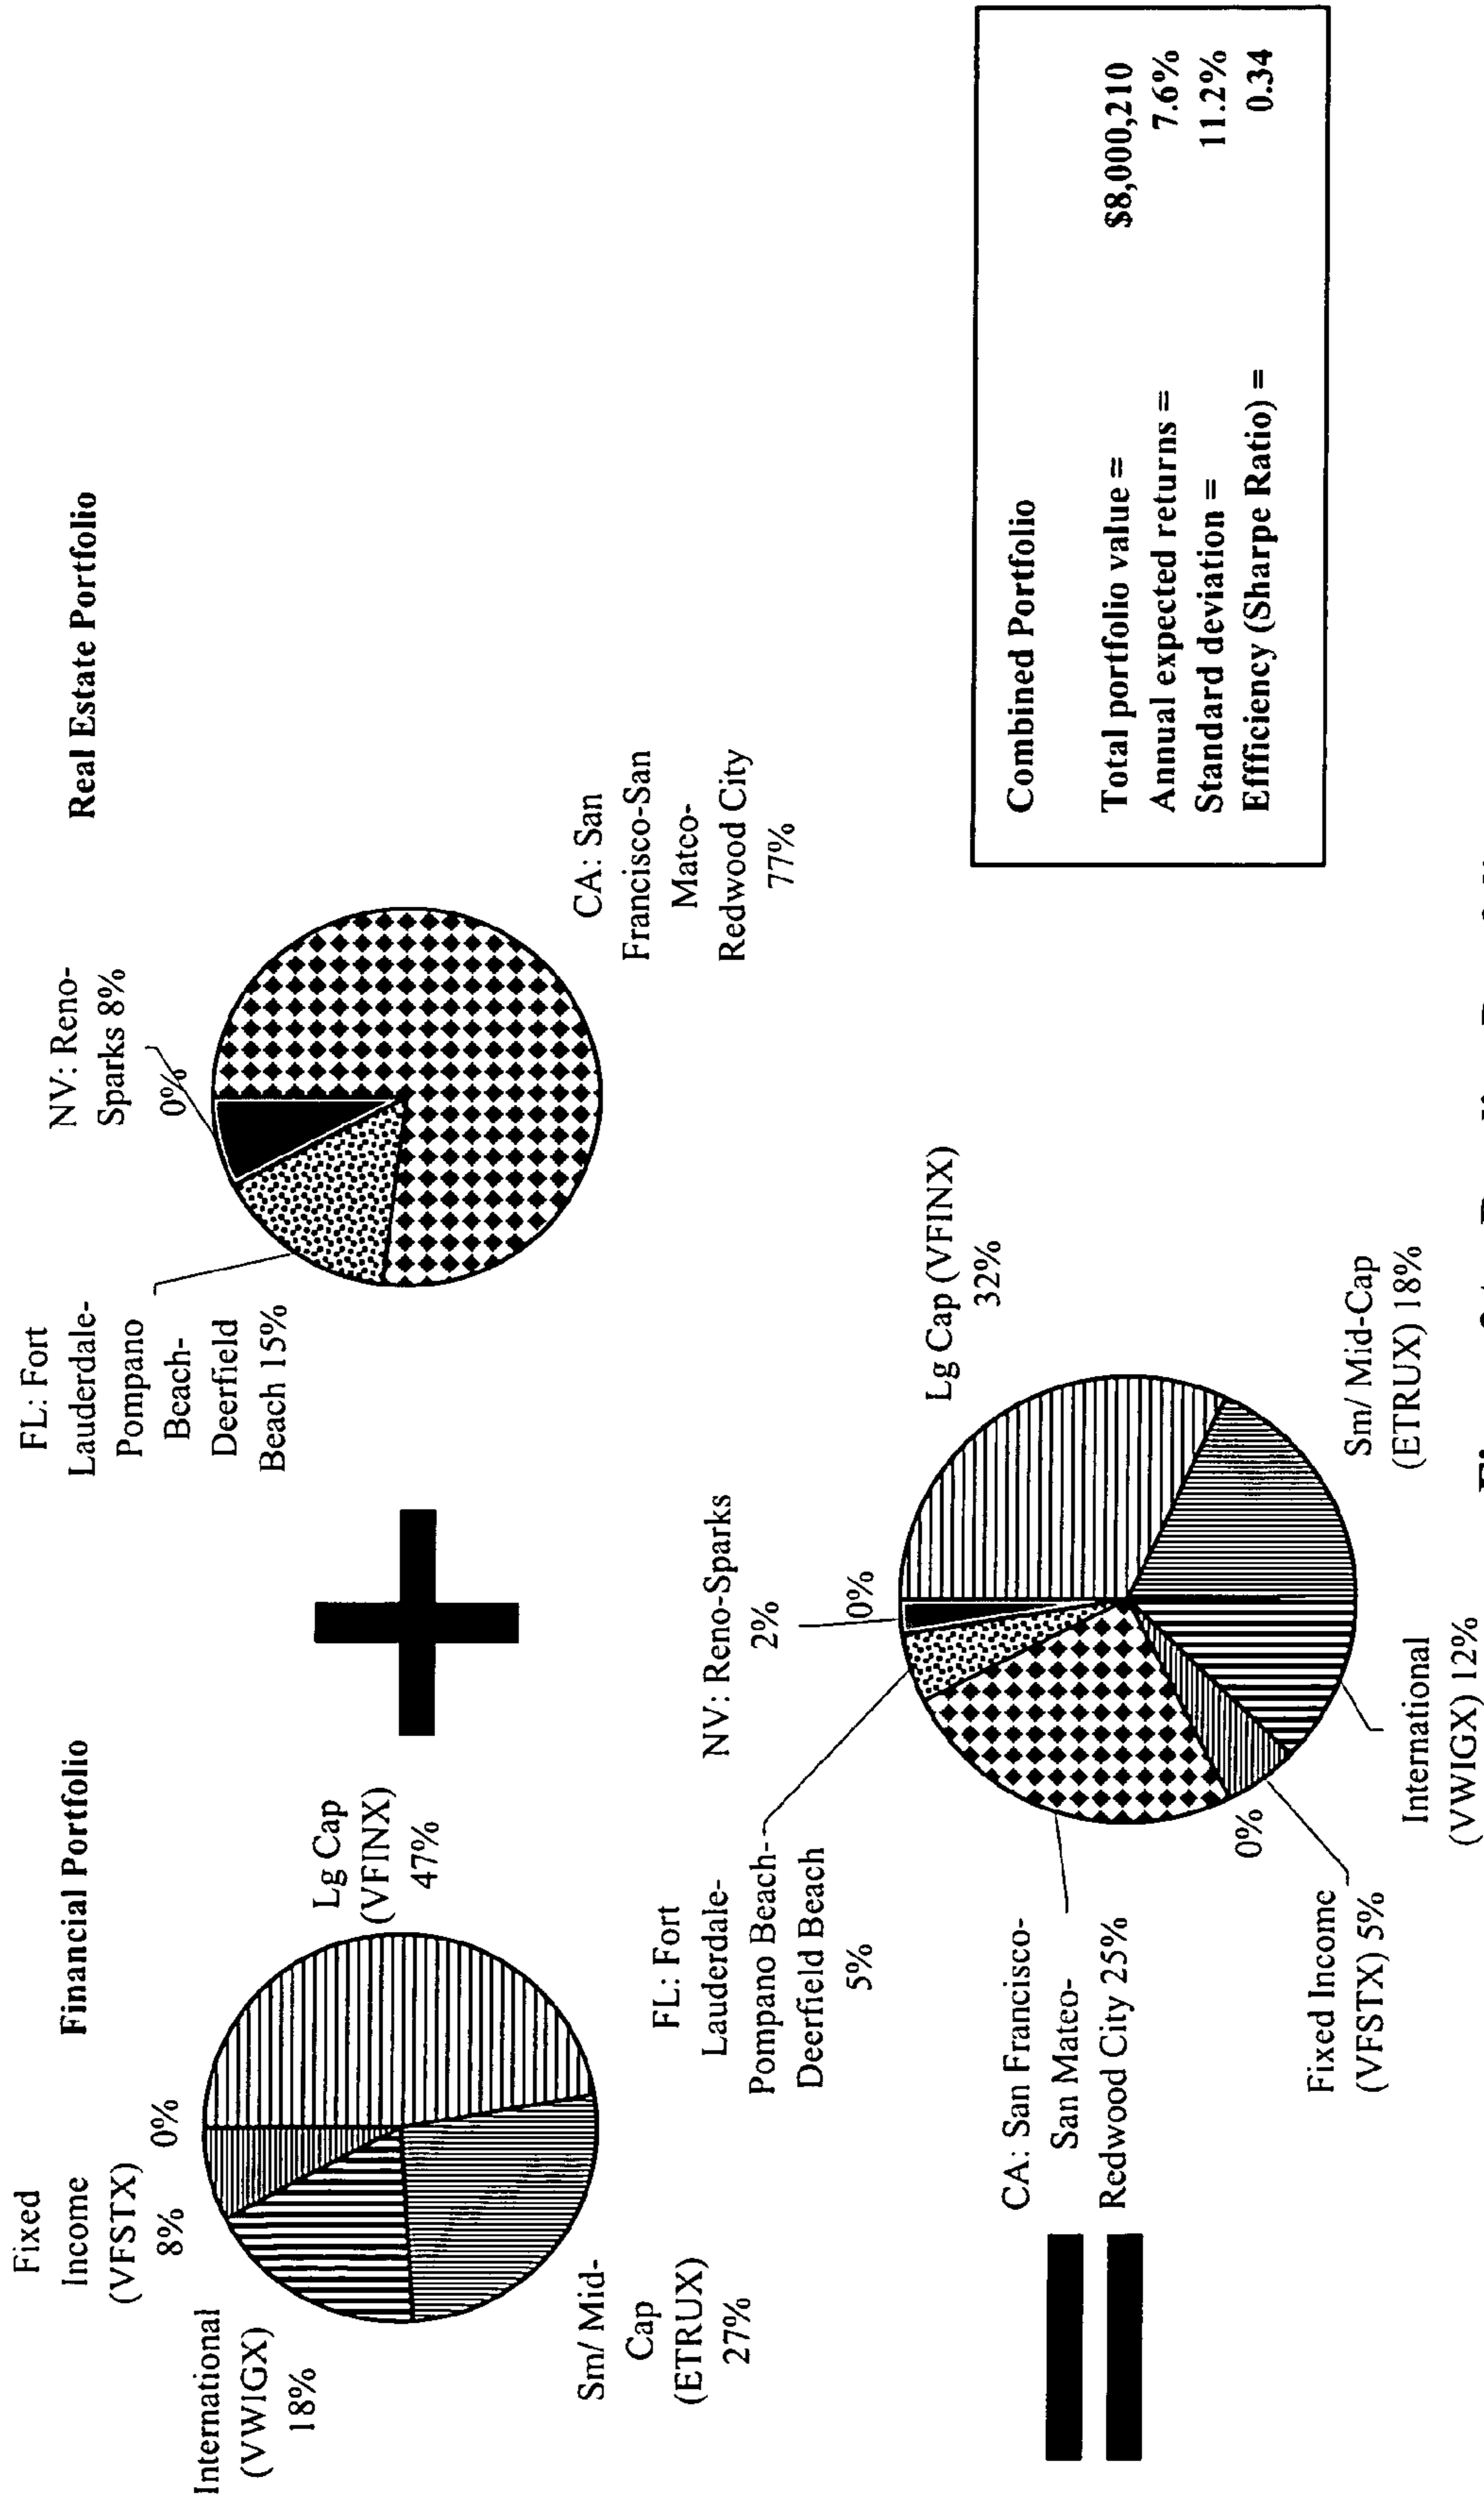 Financial Portfolio
Fixed
Income
(VFSTX)
8%
0%
International
(VWIGX)
18%
Lg Cap
(VFINX)
47%
Sm/ Mid-
Cap
(ETRUX)
27%
Real Estate Portfolio
FL: Fort
Lauderdale-
Pompano
Beach-
Deerfield
Beach 15%
NV: Reno-
Sparks 8%
0%
CA: San
Francisco-San
Mateo-
Redwood City
77%
FL: Fort
Lauderdale-
Pompano Beach-
Deerfield Beach
5%
NV: Reno-Sparks
2%
0%
Lg Cap (VFINX)
32%
CA: San Francisco-
San Mateo-
Redwood City 25%
0%
Fixed Income
(VFSTX) 5%
International
(VWIGX) 12%
Sm/ Mid-Cap
(ETRUX) 18%
Combined Portfolio
Total portfolio value = $8,000,210
Annual expected returns = 7.6%
Standard deviation = 11.2%
Effficiency (Sharpe Ratio) = 0.34